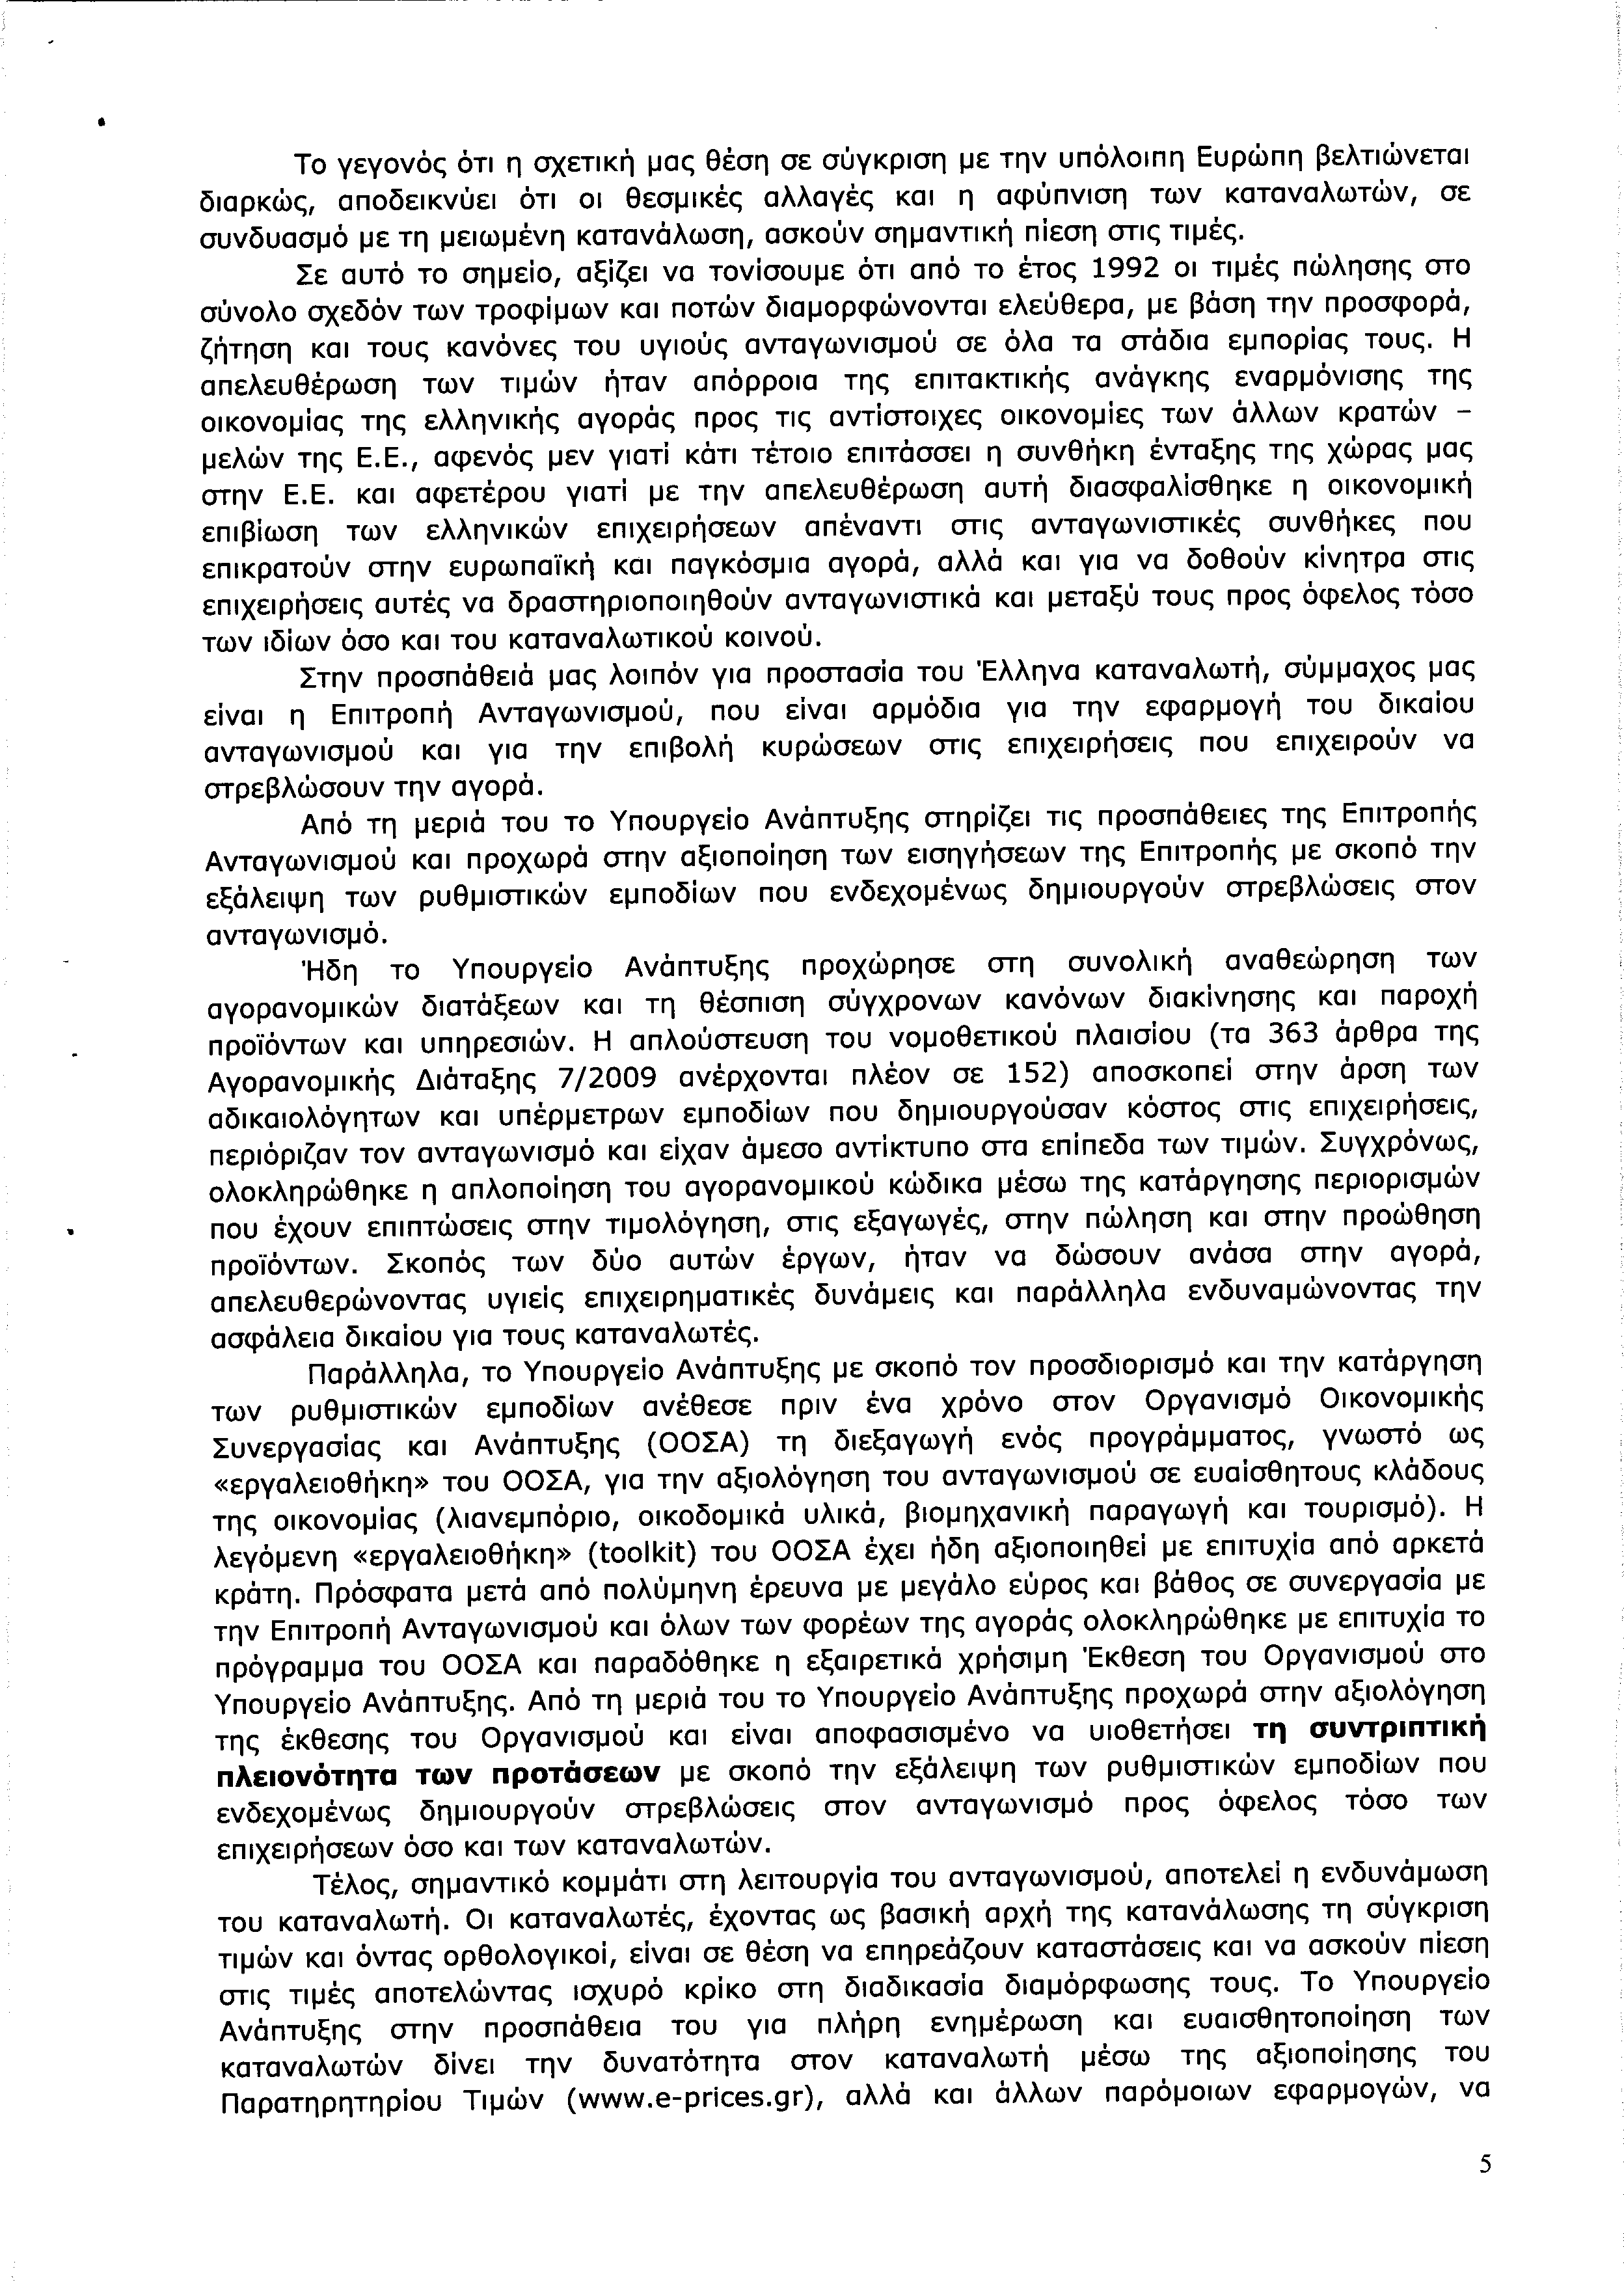 Το γεγονός ότι η σχετική μας θέση σε σύγκριση με την υπόλοιπη Ευρώπη βελτιώνεται
διαρκώς, αποδεικνύει ότι οι θεσμικές αλλαγές και η αφύπνιση των καταναλωτών, σε
συνδυασμό με τη μειωμένη κατανάλωση, ασκούν σημαντική πίεση στις τιμές.
Σε αυτό το σημείο, αξίζει να τονίσουμε ότι από το έτος 1992 οι τιμές πώλησης στο
σύνολο σχεδόν των τροφίμων και ποτών διαμορφώνονται ελεύθερα, με βάση την προσφορά,
ζήτηση και τους κανόνες του υγιούς ανταγωνισμού σε όλα τα στάδια εμπορίας τους. Η
απελευθέρωση των τιμών ήταν απόρροια της επιτακτικής ανάγκης εναρμόνισης της
οικονομίας της ελληνικής αγοράς προς τις αντίστοιχες οικονομίες των άλλων κρατών –
μελών της Ε.Ε., αφενός μεν γιατί κάτι τέτοιο επιτάσσει η συνθήκη ένταξης της χώρας μας
στην Ε.Ε. και αφετέρου γιατί με την απελευθέρωση αυτή διασφαλίσθηκε η οικονομική
επιβίωση των ελληνικών επιχειρήσεων απέναντι στις ανταγωνιστικές συνθήκες που
επικρατούν στην ευρωπαϊκή και παγκόσμια αγορά, αλλά και για να δοθούν κίνητρα στις
επιχειρήσεις αυτές να δραστηριοποιηθούν ανταγωνιστικά και μεταξύ τους προς όφελος τόσο
των ιδίων όσο και του καταναλωτικού κοινού.
Στην προσπάθειά μας λοιπόν για προστασία του Έλληνα καταναλωτή, σύμμαχος μας
είναι η Επιτροπή Ανταγωνισμού, που είναι αρμόδια για την εφαρμογή του δικαίου
ανταγωνισμού και για την επιβολή κυρώσεων στις επιχειρήσεις που επιχειρούν να
στρεβλώσουν την αγορά.
Από τη μεριά του το Υπουργείο Ανάπτυξης στηρίζει τις προσπάθειες της Επιτροπής
Ανταγωνισμού και προχωρά στην αξιοποίηση των εισηγήσεων της Επιτροπής με σκοπό την
εξάλειψη των ρυθμιστικών εμποδίων που ενδεχομένως δημιουργούν στρεβλώσεις στον
ανταγωνισμό.
Ήδη το Υπουργείο Ανάπτυξης προχώρησε στη συνολική αναθεώρηση των
αγορανομικών διατάξεων και τη θέσπιση σύγχρονων κανόνων διακίνησης και παροχή
προϊόντων και υπηρεσιών. Η απλούστευση του νομοθετικού πλαισίου (τα 363 άρθρα της
Αγορανομικής Διάταξης 7/2009 ανέρχονται πλέον σε 152) αποσκοπεί στην άρση των
αδικαιολόγητων και υπέρμετρων εμποδίων που δημιουργούσαν κόστος στις επιχειρήσεις,
περιόριζαν τον ανταγωνισμό και είχαν άμεσο αντίκτυπο στα επίπεδα των τιμών. Συγχρόνως,
ολοκληρώθηκε η απλοποίηση του αγορανομικού κώδικα μέσω της κατάργησης περιορισμών
που έχουν επιπτώσεις στην τιμολόγηση, στις εξαγωγές, στην πώληση και στην προώθηση
προϊόντων. Σκοπός των δύο αυτών έργων, ήταν να δώσουν ανάσα στην αγορά,
απελευθερώνοντας υγιείς επιχειρηματικές δυνάμεις και παράλληλα ενδυναμώνοντας την
ασφάλεια δικαίου για τους καταναλωτές.
Παράλληλα, το Υπουργείο Ανάπτυξης με σκοπό τον προσδιορισμό και την κατάργηση
των ρυθμιστικών εμποδίων ανέθεσε πριν ένα χρόνο στον Οργανισμό Οικονομικής
Συνεργασίας και Ανάπτυξης (ΟΟΣΑ) τη διεξαγωγή ενός προγράμματος, γνωστό ως
«εργαλειοθήκη» του ΟΟΣΑ, για την αξιολόγηση του ανταγωνισμού σε ευαίσθητους κλάδους
της οικονομίας (λιανεμπόριο, οικοδομικά υλικά, βιομηχανική παραγωγή και τουρισμό). Η
λεγόμενη «εργαλειοθήκη» (toolkit) του ΟΟΣΑ έχει ήδη αξιοποιηθεί με επιτυχία από αρκετά
κράτη. Πρόσφατα μετά από πολύμηνη έρευνα με μεγάλο εύρος και βάθος σε συνεργασία με
την Επιτροπή Ανταγωνισμού και όλων των φορέων της αγοράς ολοκληρώθηκε με επιτυχία το
πρόγραμμα του ΟΟΣΑ και παραδόθηκε η εξαιρετικά χρήσιμη Έκθεση του Οργανισμού στο
Υπουργείο Ανάπτυξης. Από τη μεριά του το Υπουργείο Ανάπτυξης προχωρά στην αξιολόγηση
της έκθεσης του Οργανισμού και είναι αποφασισμένο να υιοθετήσει τη συντριπτική
πλειονότητα των προτάσεων με σκοπό την εξάλειψη των ρυθμιστικών εμποδίων που
ενδεχομένως δημιουργούν στρεβλώσεις στον ανταγωνισμό προς όφελος τόσο των
επιχειρήσεων όσο και των καταναλωτών.
Τέλος, σημαντικό κομμάτι στη λειτουργία του ανταγωνισμού, αποτελεί η ενδυνάμωση
του καταναλωτή. Οι καταναλωτές, έχοντας ως βασική αρχή της κατανάλωσης τη σύγκριση
τιμών και όντας ορθολογικοί, είναι σε θέση να επηρεάζουν καταστάσεις και να ασκούν πίεση
στις τιμές αποτελώντας ισχυρό κρίκο στη διαδικασία διαμόρφωσης τους. Το Υπουργείο
Ανάπτυξης στην προσπάθεια του για πλήρη ενημέρωση και ευαισθητοποίηση των
καταναλωτών δίνει την δυνατότητα στον καταναλωτή μέσω της αξιοποίησης του
Παρατηρητηρίου Τιμών (www.e-prices.gr), αλλά και άλλων παρόμοιων εφαρμογών, να
5